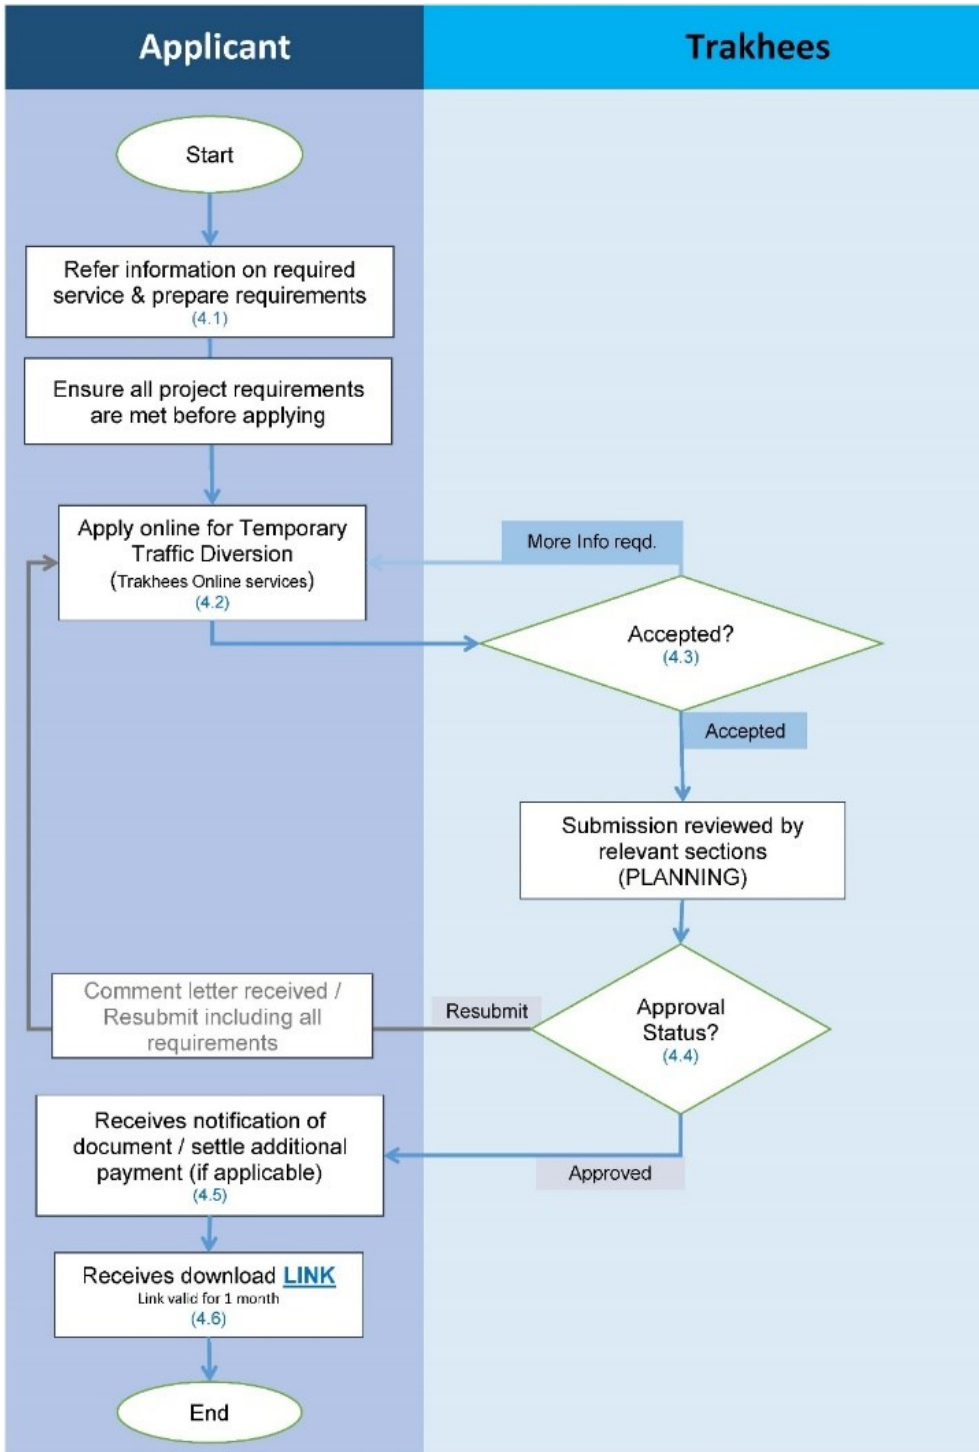 Applicant
Trakhees
Start
Refer information on required
service & prepare requirements
(4.1)
Ensure all project requirements
are met before applying
Apply online for Temporary
Traffic Diversion
(Trakhees Online services)
(4.2)
More Info reqd.
Accepted?
(4.3)
Accepted
Submission reviewed by
relevant sections
(PLANNING)
Approval
Status?
(4.4)
Resubmit
Comment letter received /
Resubmit including all
requirements
Approved
Receives notification of
document / settle additional
payment (if applicable)
(4.5)
Receives download LINK
Link valid for 1 month
(4.6)
End